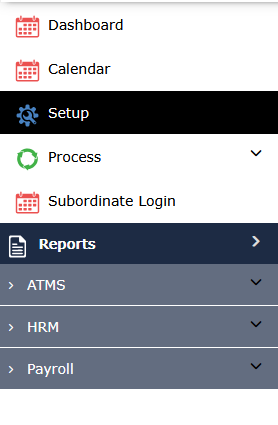 Dashboard
Calendar
Setup
Process
Subordinate Login
Reports
ATMS
HRM
Payroll